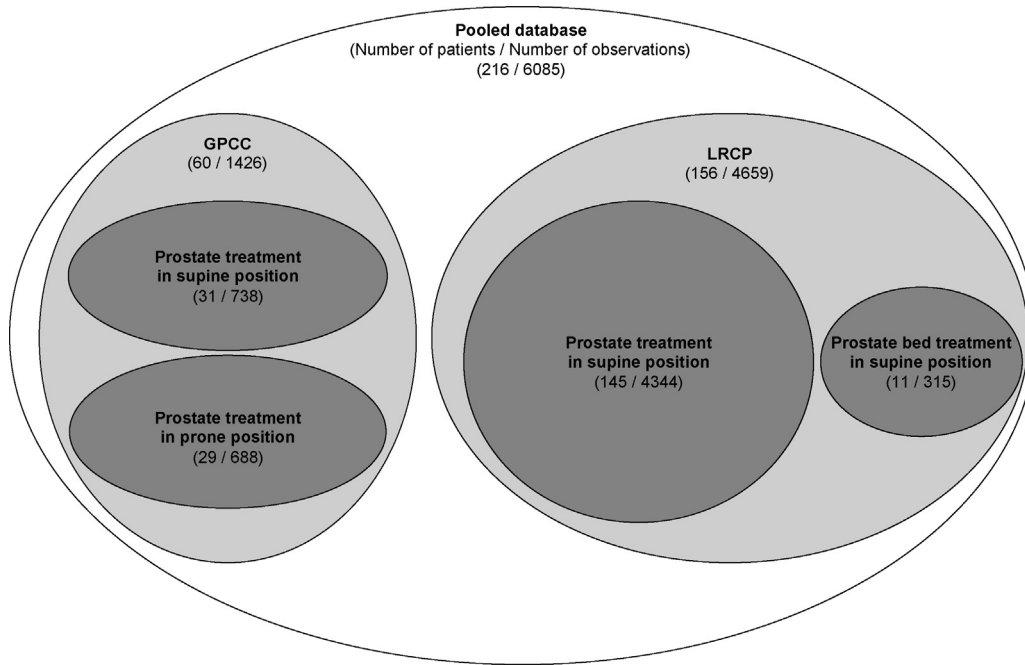 Pooled database
(Number of patients / Number of observations)
(216 / 6085)
GPCC
(60 / 1426)
Prostate treatment
in supine position
(31 / 738)
Prostate treatment
in prone position
(29 / 688)
LRCP
(156 / 4659)
Prostate treatment
in supine position
(145 / 4344)
Prostate bed treatment
in supine position
(11 / 315)